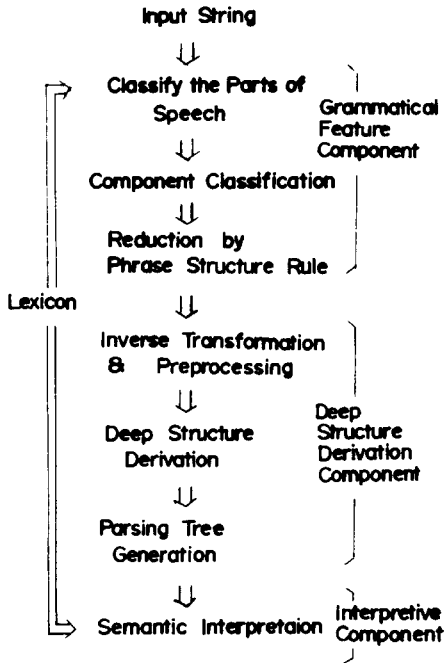 Input String
Classify the Parts of
Speech
Grammatical
Feature
Component
Component Classification
Reduction by
Phrase Structure Rule
Lexicon
Inverse Transformation
& Preprocessing
Deep Structure
Derivation
Deep
Structure
Derivation
Component
Parsing Tree
Generation
Semantic Interpretaion
Interpretive
Component